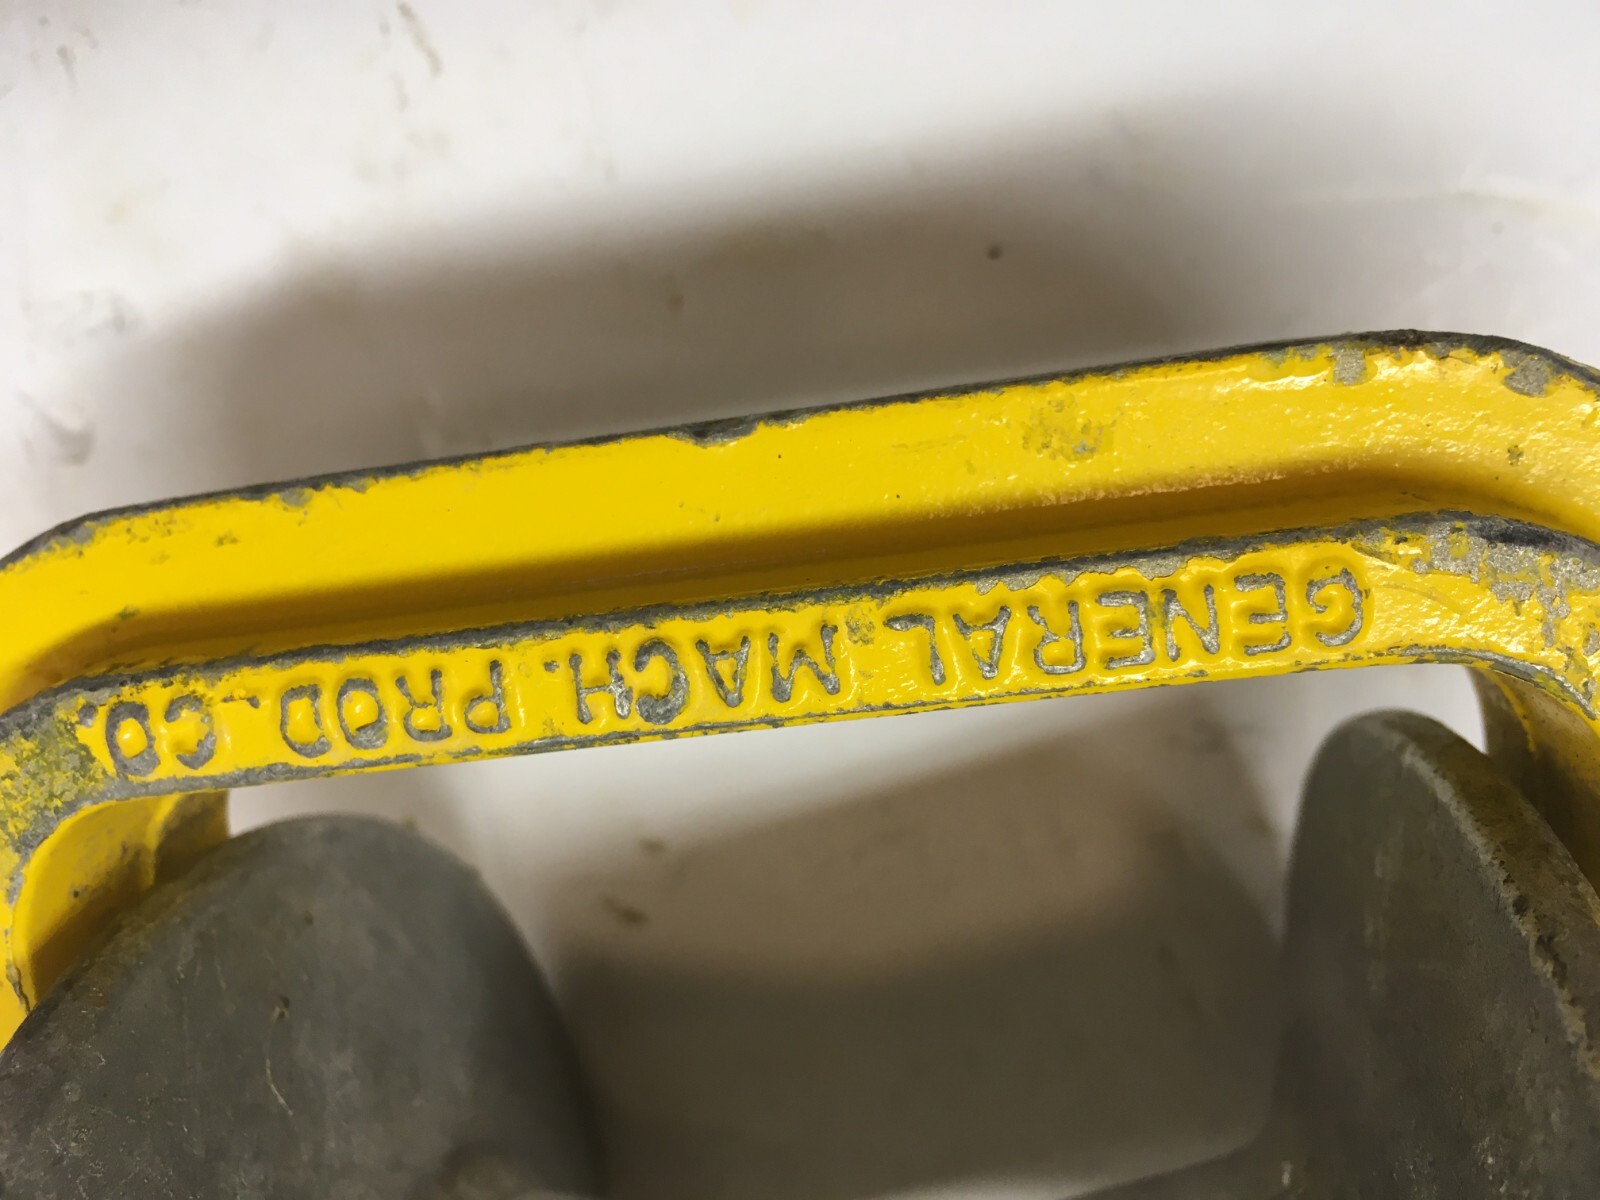 GENERAL MACH. PROD. CO.